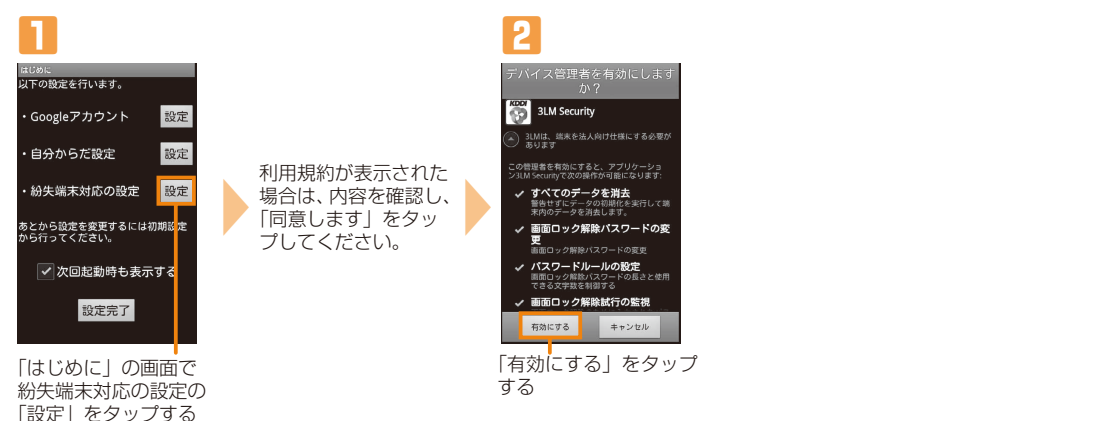 1
はじめに
以下の設定を行います。
・Googleアカウント 設定
・自分からだ設定 設定
・紛失端末対応の設定 設定
あとから設定を変更するには初期設定
から行ってください。
次回起動時も表示する
設定完了
「はじめに」の画面で
紛失端末対応の設定の
「設定」をタップする
利用規約が表示された
場合は、内容を確認し、
「同意します」をタッ
プしてください。
2
デバイス管理者を有効にします
か?
KDDI
3LM Security
3LMは、端末を法人向け仕様にする必要が
あります
この管理者を有効にすると、アプリケーショ
ン3LM Securityで次の操作が可能になります:
すべてのデータを消去
警告せずにデータの初期化を実行して端
末内のデータを消去します。
画面ロック解除パスワードの変
更
画面ロック解除パスワードの変更
パスワードルールの設定
画面ロック解除パスワードの長さと使用
できる文字数を制御する
画面ロック解除試行の監視
有効にする キャンセル
「有効にする」をタップ
する